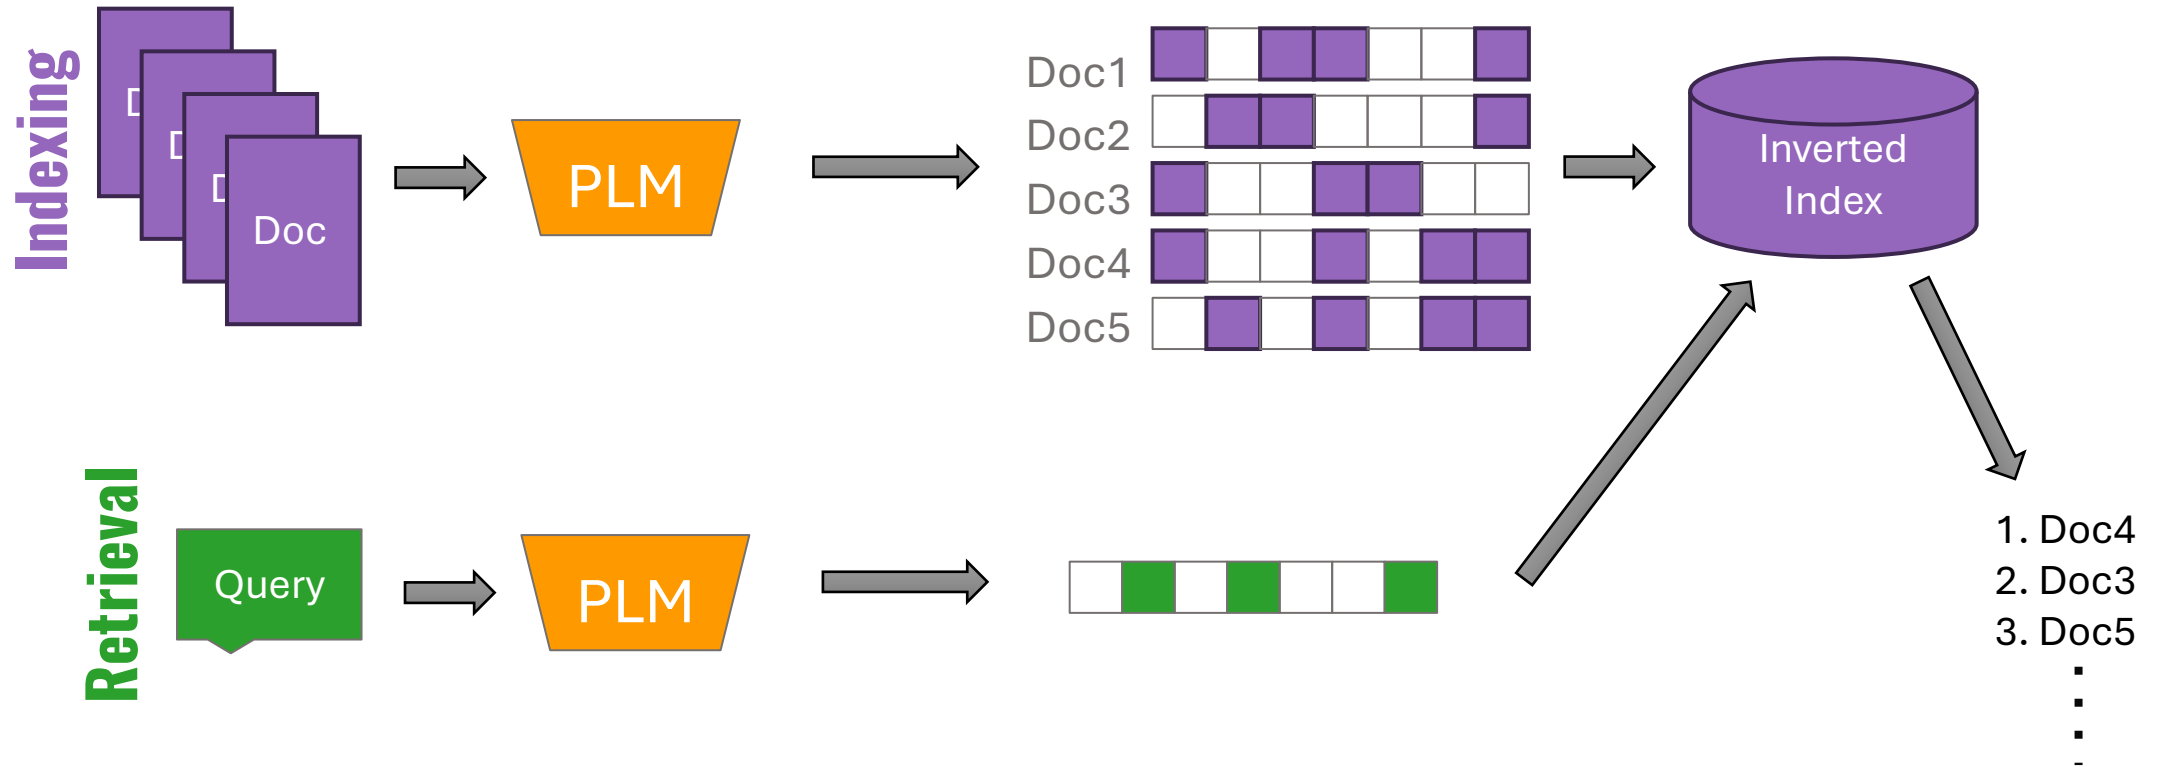 Indexing
D
D
D
Doc
PLM
Doc1
Doc2
Doc3
Doc4
Doc5
Inverted
Index
Retrieval
Query
PLM
1. Doc4
2. Doc3
3. Doc5